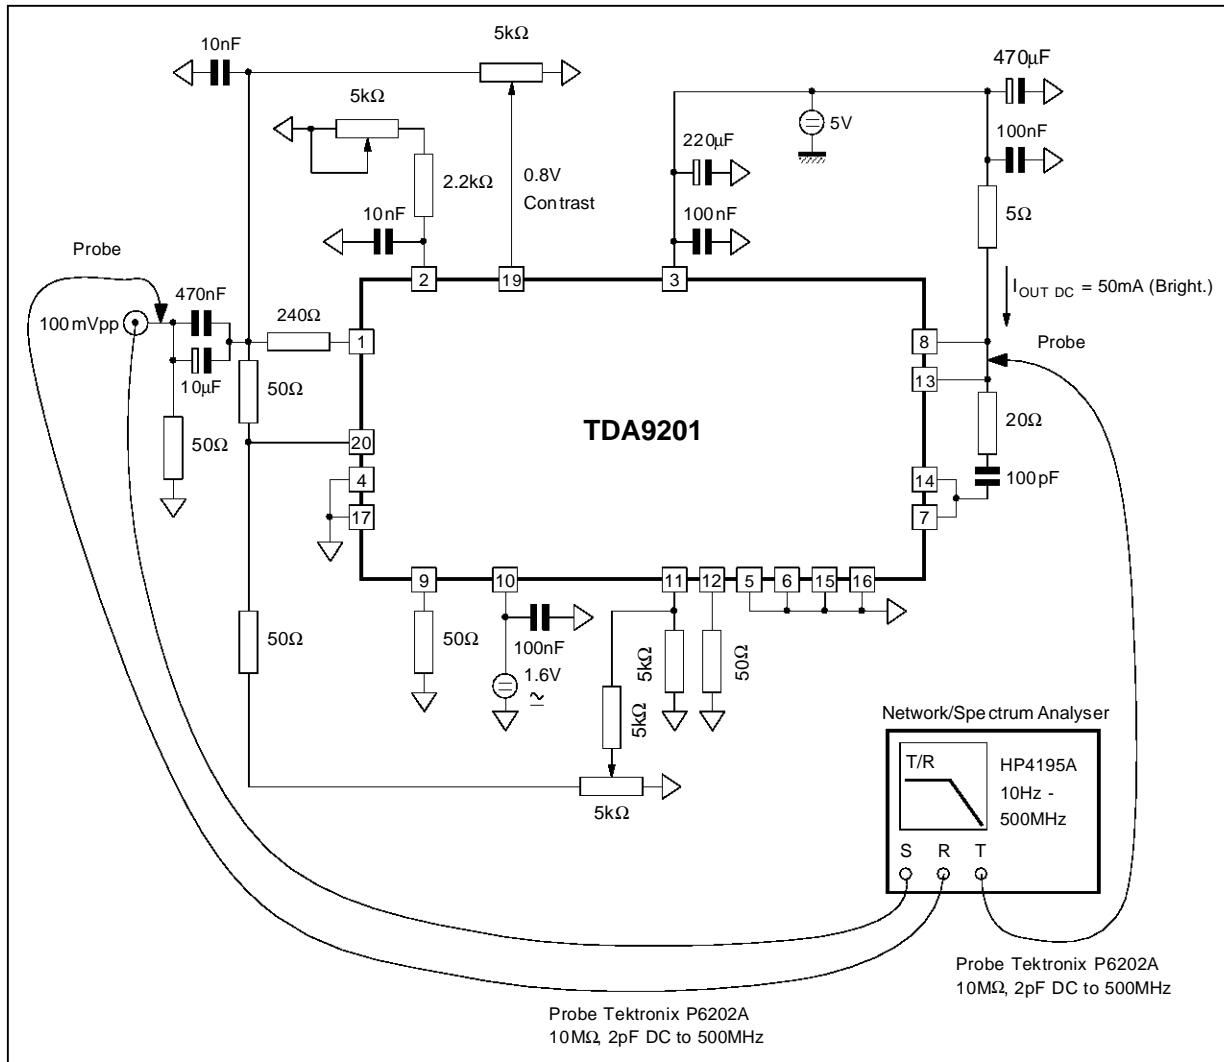 10nF
5kΩ
470µF
5kΩ
5V
100nF
220µF
2.2kΩ
0.8V
Contrast
10nF
100nF
5Ω
Probe
2
19
3
470nF
I OUT DC = 50mA (Bright.)
100mVpp
240Ω
1
8
Probe
10µF
50Ω
13
TDA9201
20Ω
50Ω
20
4
14
100pF
17
7
9
10
11
12
5
6
15
16
50Ω
50Ω
100nF
5kΩ
50Ω
1.6V
5kΩ
Network/Spectrum Analyser
T/R
HP4195A
10Hz -
500MHz
5kΩ
S R T
Probe Tektronix P6202A
10MΩ, 2pF DC to 500MHz
Probe Tektronix P6202A
10MΩ, 2pF DC to 500MHz